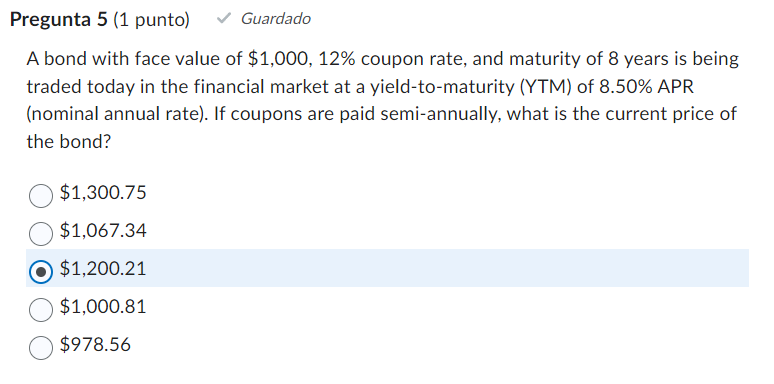 Pregunta 5 (1 punto) ✓ Guardado
A bond with face value of $1,000, 12% coupon rate, and maturity of 8 years is being
traded today in the financial market at a yield-to-maturity (YTM) of 8.50% APR
(nominal annual rate). If coupons are paid semi-annually, what is the current price of
the bond?
$1,300.75
$1,067.34
$1,200.21
$1,000.81
$978.56